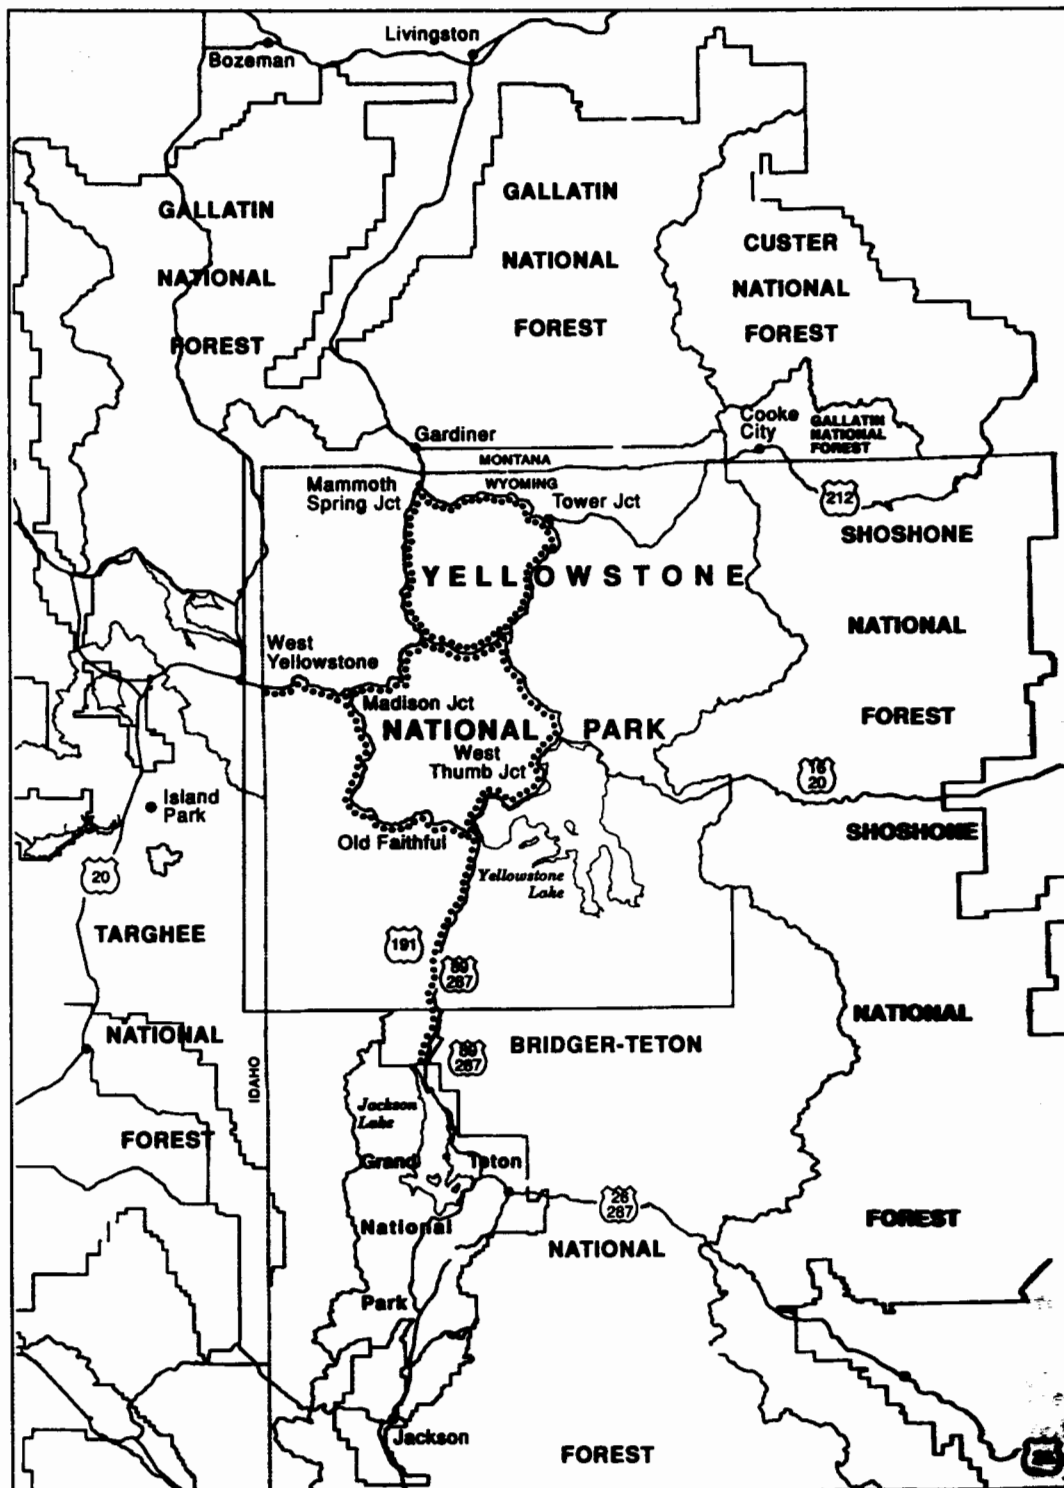 Livingston
Bozeman
GALLATIN
NATIONAL
FOREST
GALLATIN
NATIONAL
FOREST
CUSTER
NATIONAL
FOREST
Cooke
City
GALLATIN
NATIONAL
FOREST
Gardiner
MONTANA
WYOMING
Mammoth
Spring Jct
Tower Jct
212
SHOSHONE
NATIONAL
FOREST
YELLOWSTONE
NATIONAL PARK
West
Yellowstone
Madison Jct
West
Thumb Jct
16
20
Island
Park
Old Faithful
SHOSHONE
NATIONAL
FOREST
Yellowstone
Lake
20
TARGHEE
NATIONAL
FOREST
191
89
287
89
287
BRIDGER-TETON
NATIONAL
FOREST
IDAHO
Jackson
Lake
Grand Teton
National
Park
26
287
Jackson